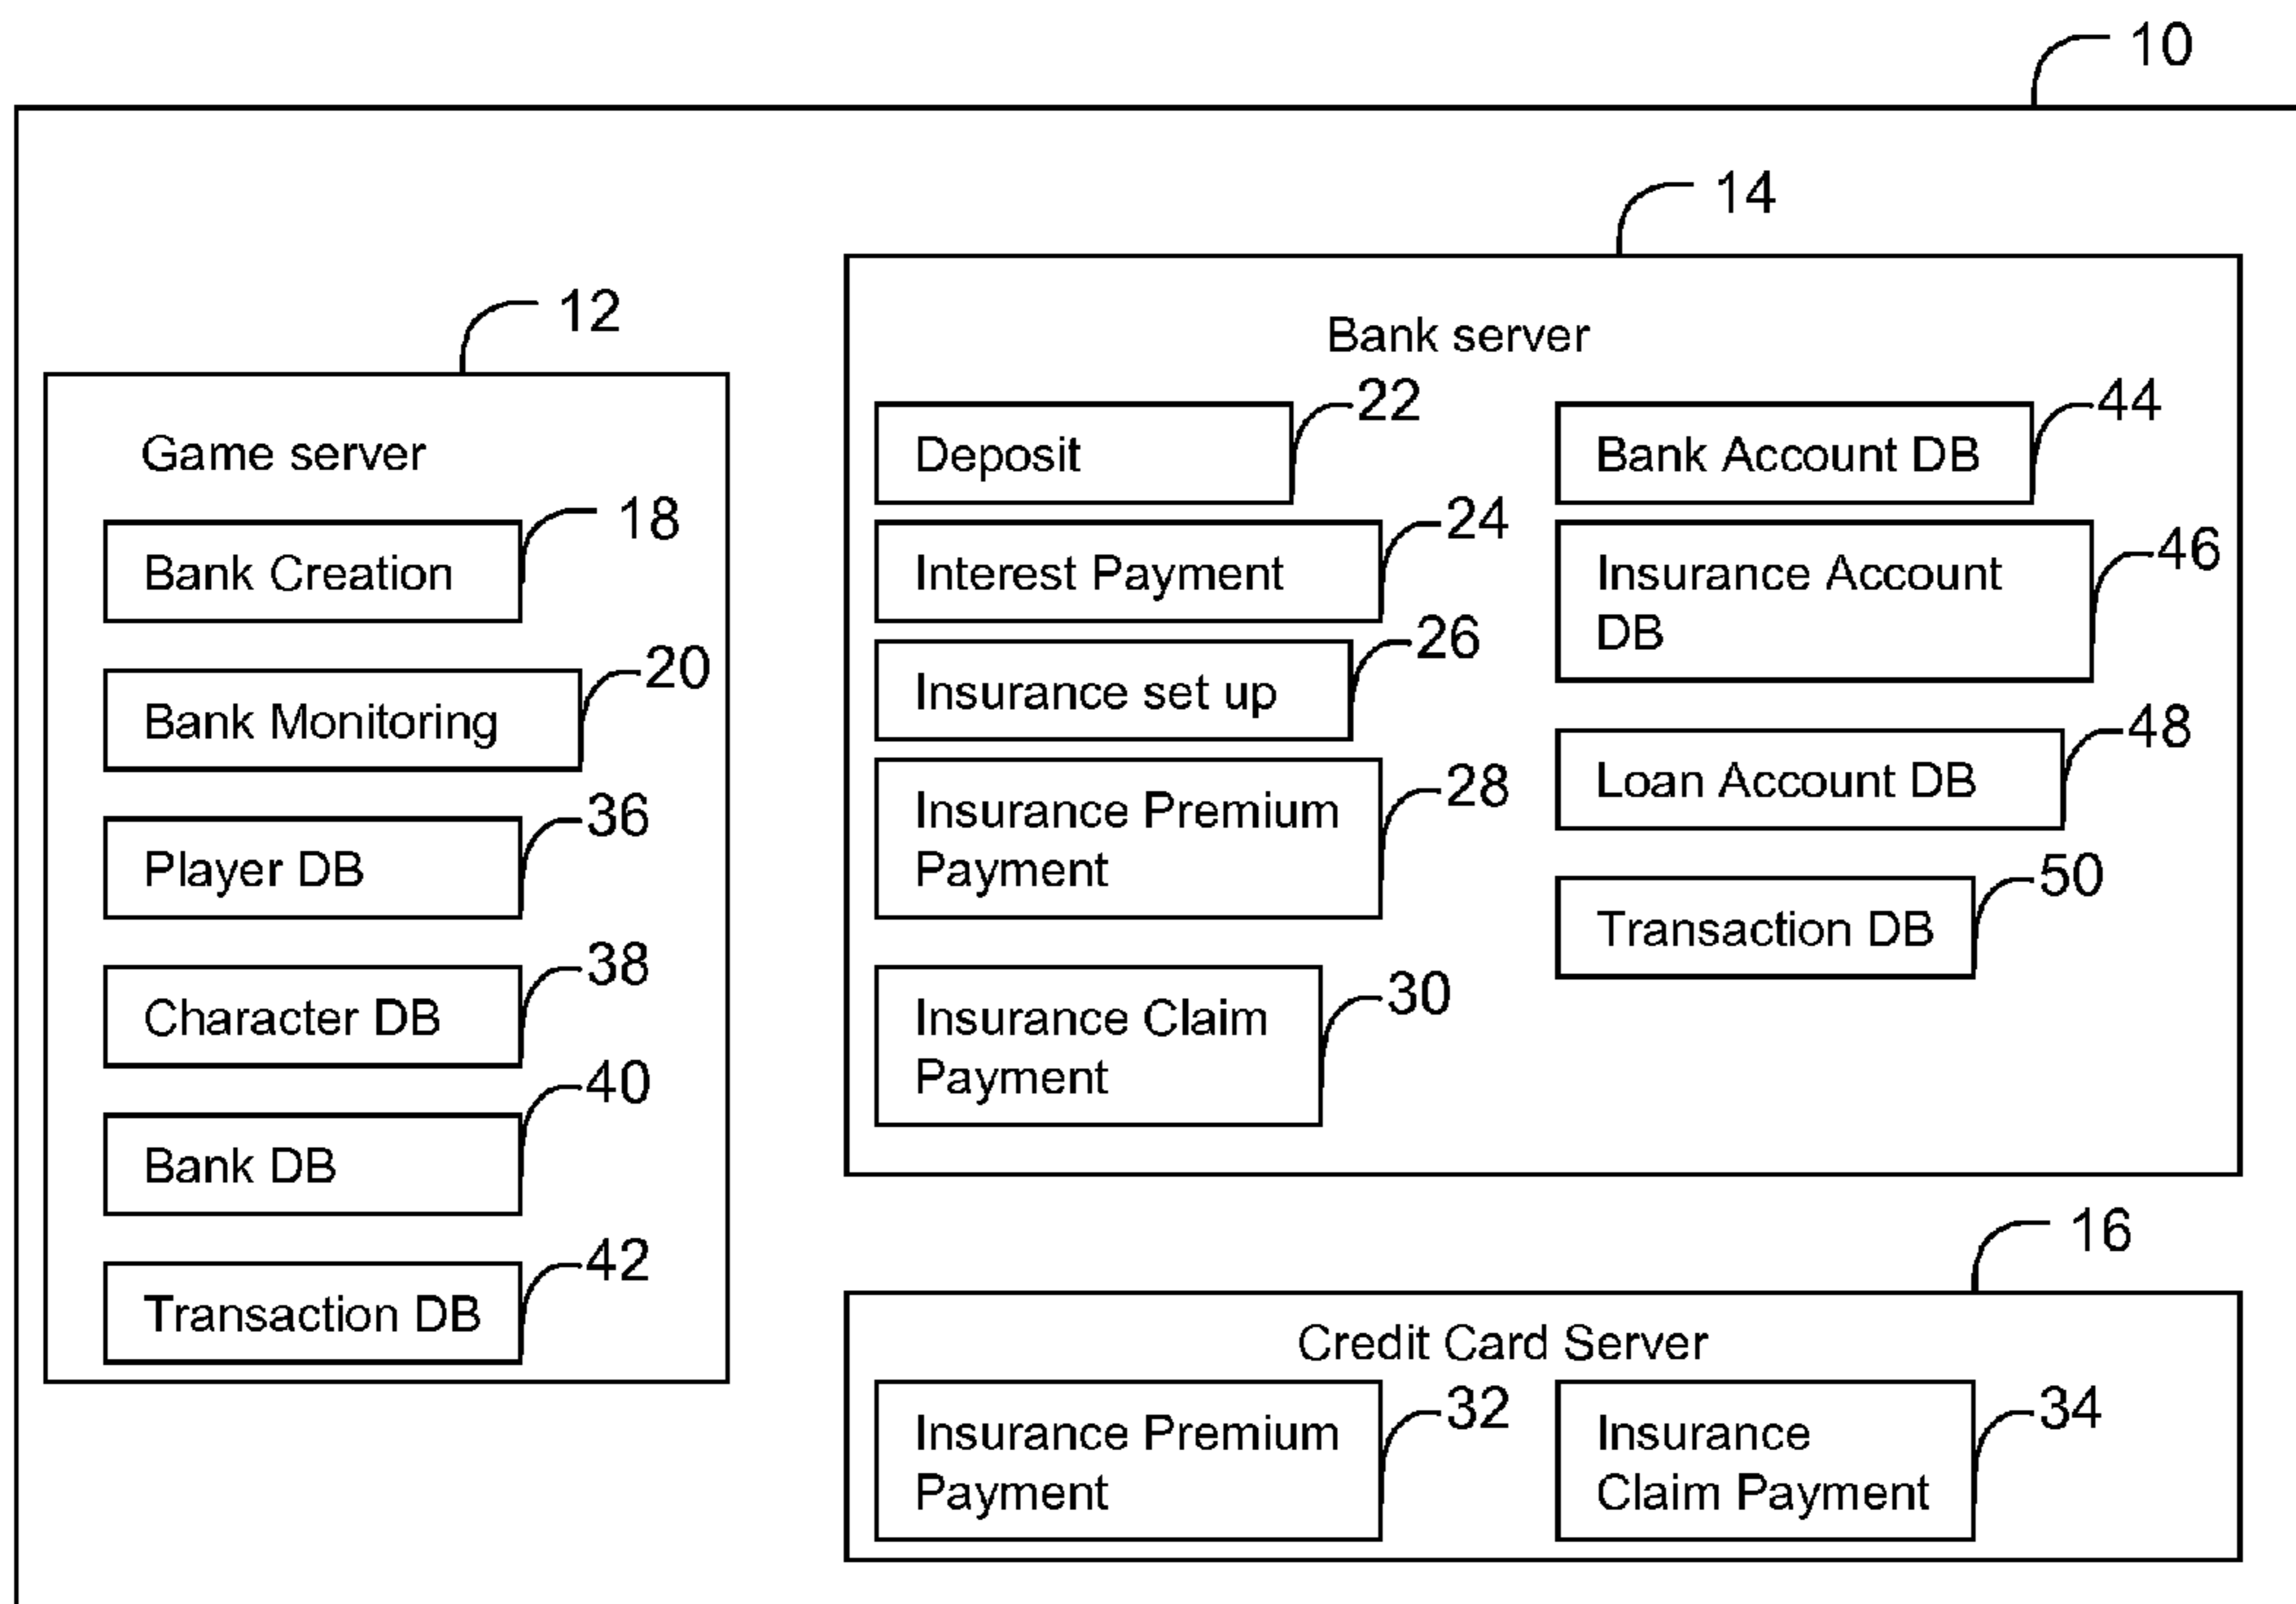 10
14
12
Game server
Bank Creation
18
Bank Monitoring
20
Player DB
36
Character DB
38
Bank DB
40
Transaction DB
42
Bank server
Deposit
22
Interest Payment
24
Insurance set up
26
Insurance Premium
Payment
28
Insurance Claim
Payment
30
Bank Account DB
44
Insurance Account
DB
46
Loan Account DB
48
Transaction DB
50
16
Credit Card Server
Insurance Premium
Payment
32
Insurance
Claim Payment
34